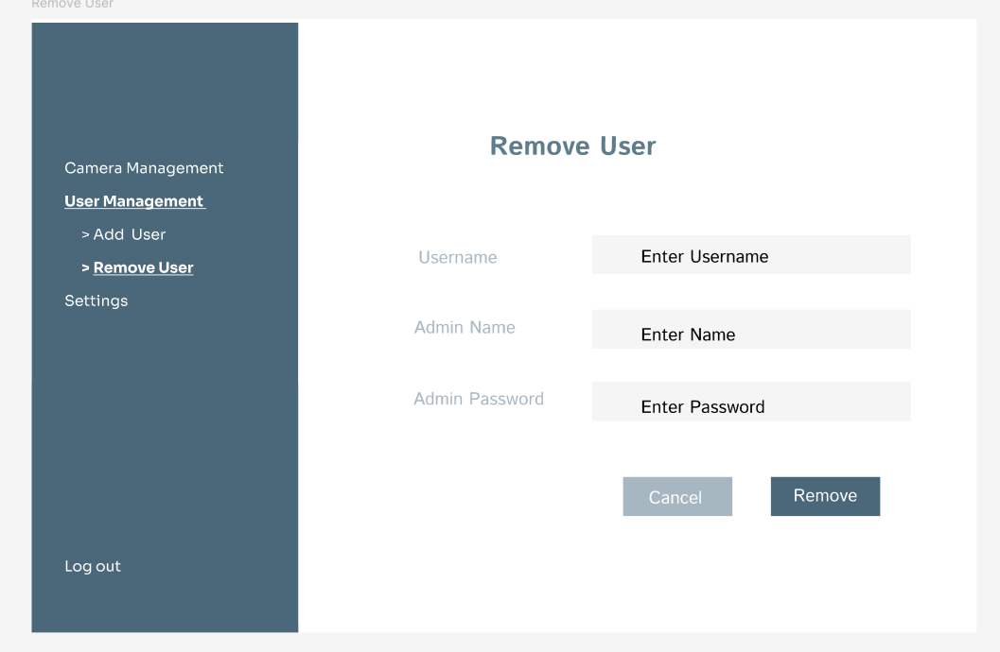 Remove User
Camera Management
User Management
> Add User
> Remove User
Settings
Log out
Remove User
Username
Enter Username
Admin Name
Enter Name
Admin Password
Enter Password
Cancel
Remove